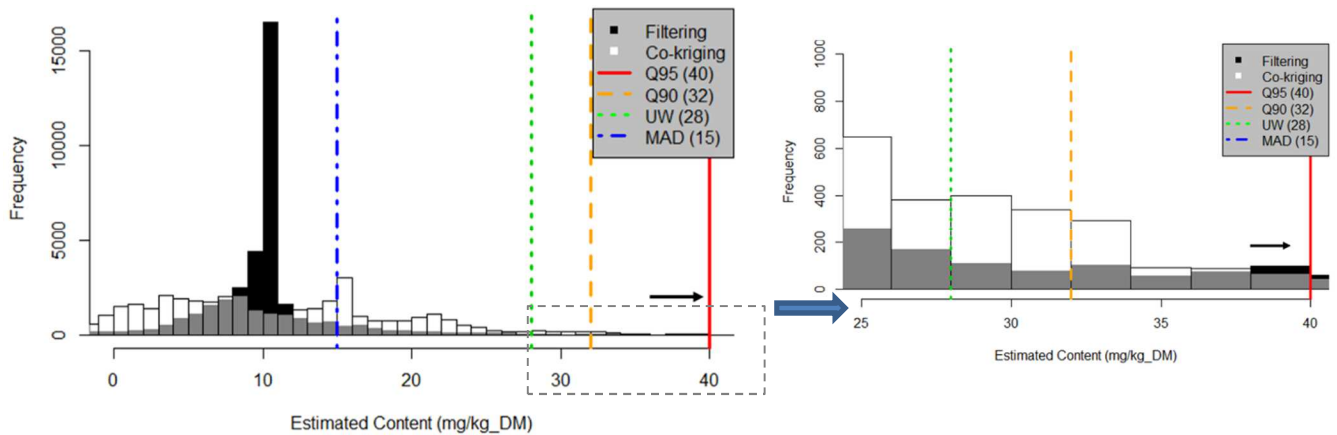 Frequency
15000
10000
5000
0
Filtering
Co-kriging
Q95 (40)
Q90 (32)
UW (28)
MAD (15)
0 10 20 30 40
Estimated Content (mg/kg_DM)
Frequency
1000
800
600
400
200
0
Filtering
Co-kriging
Q95 (40)
Q90 (32)
UW (28)
MAD (15)
25 30 35 40
Estimated Content (mg/kg_DM)